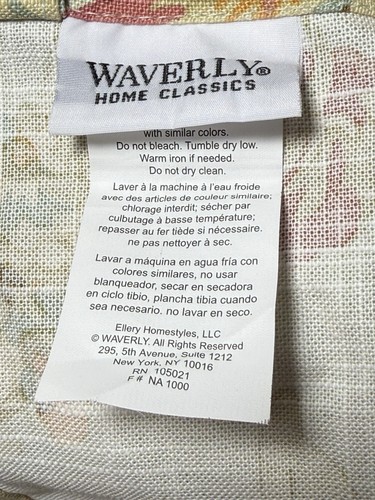 WAVERLY®
HOME CLASSICS
with similar colors.
Do not bleach. Tumble dry low.
Warm iron if needed.
Do not dry clean.
Laver à la machine à l'eau froide
avec des articles de couleur similaire;
chlorage interdit; sécher par
culbutage à basse température;
repasser au fer tiède si nécessaire.
ne pas nettoyer à sec.
Lavar a máquina en agua fría con
colores similares, no usar
blanqueador, secar en secadora
en ciclo tibio, plancha tibia cuando
sea necesario. no lavar en seco.
Ellery Homestyles, LLC
© WAVERLY. All Rights Reserved
295, 5th Avenue, Suite 1212
New York, NY 10016
RN 105021
F# NA 1000